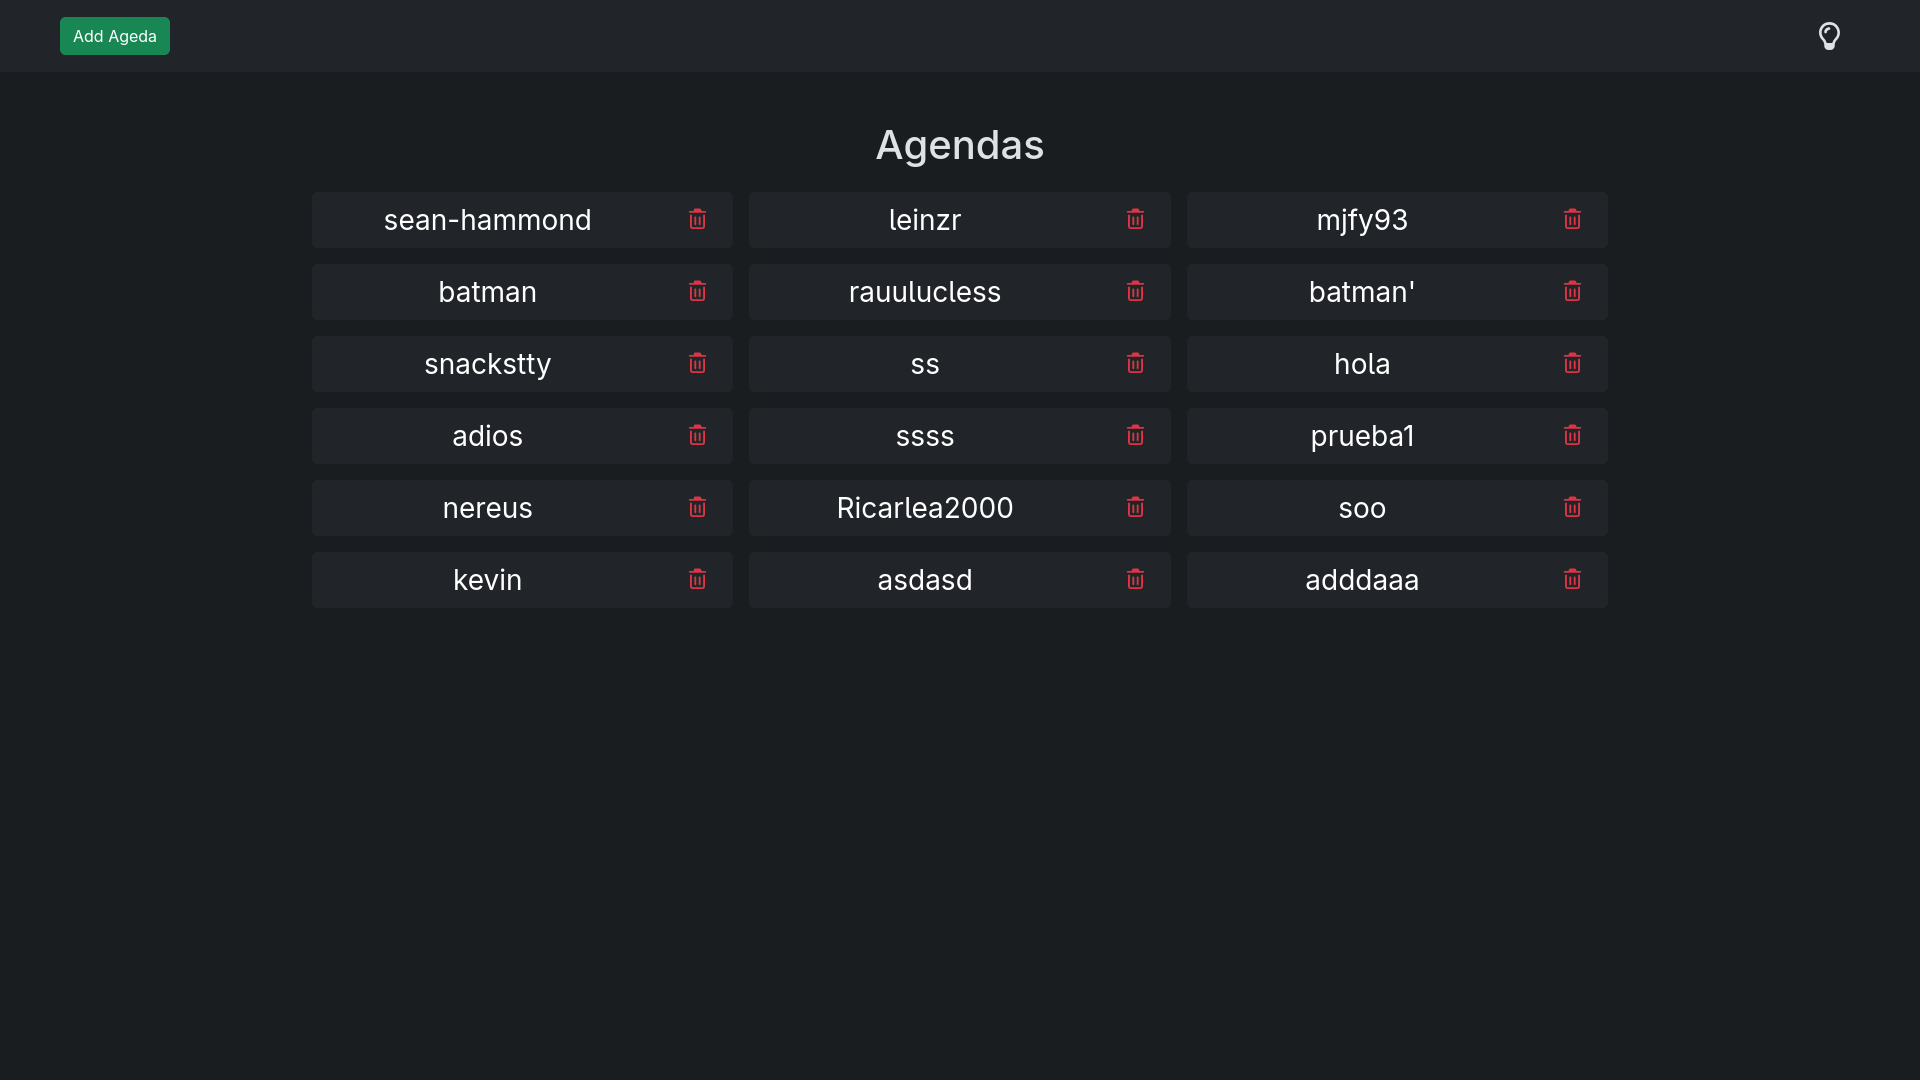 Add Ageda
Agendas
sean-hammond
leinzr
mjfy93
batman
rauulucless
batman'
snackstty
ss
hola
adios
ssss
prueba1
nereus
Ricarlea2000
soo
kevin
asdasd
adddaaa